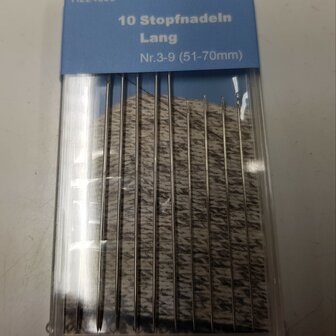 10 Stopfnadeln
Lang
Nr.3-9 (51-70mm)